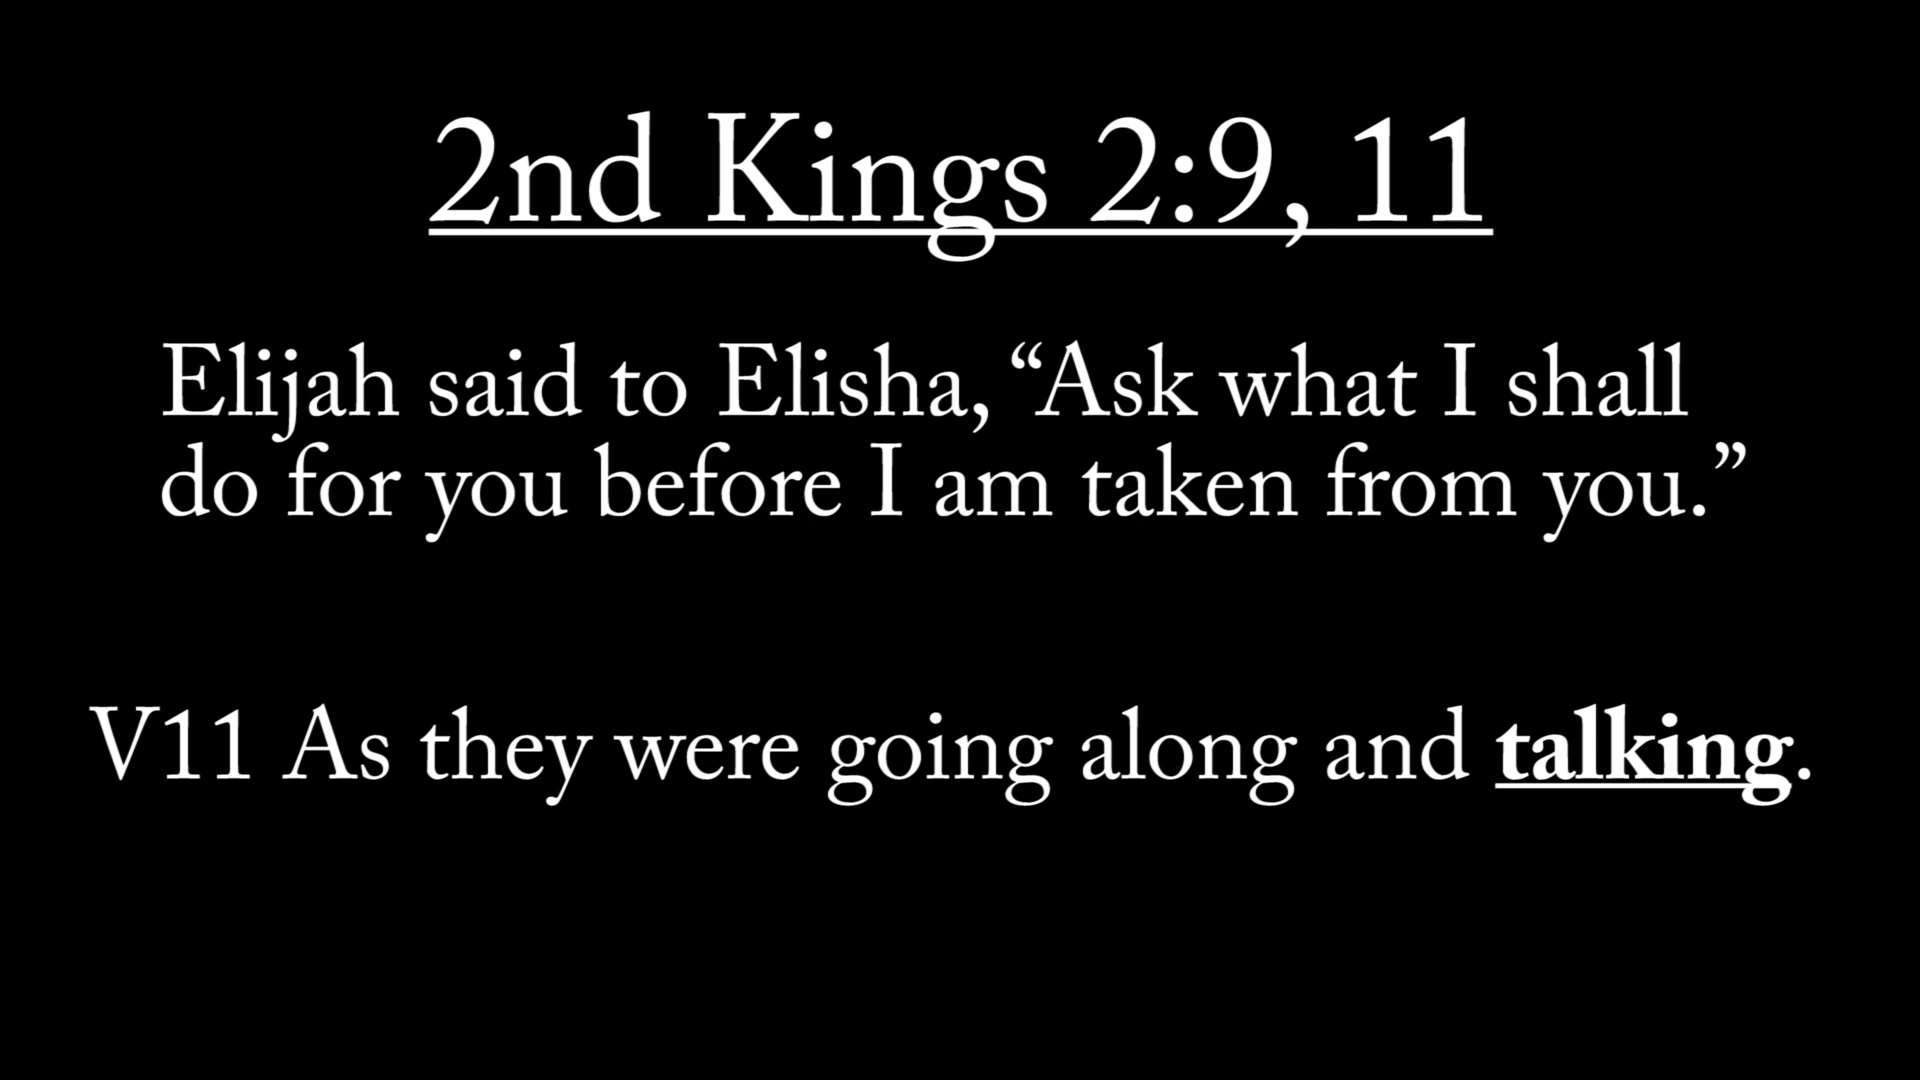 2nd Kings 2:9, 11
Elijah said to Elisha, “Ask what I shall
do for you before I am taken from you.”
V11 As they were going along and talking.